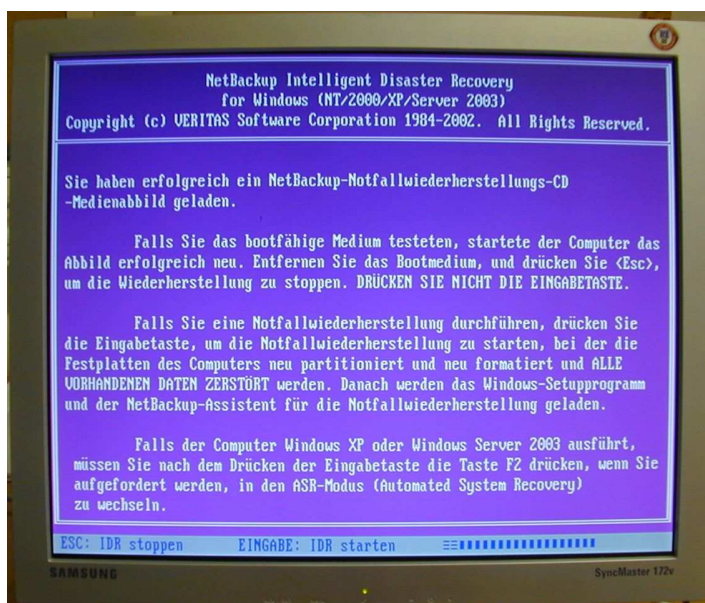 NetBackup Intelligent Disaster Recovery
for Windows (NT/2000/XP/Server 2003)
Copyright (c) VERITAS Software Corporation 1984-2002. All Rights Reserved.
Sie haben erfolgreich ein NetBackup-Notfallwiederherstellungs-CD
-Medienabbild geladen.
Falls Sie das bootfähige Medium testeten, startete der Computer das
Abbild erfolgreich neu. Entfernen Sie das Bootmedium, und drücken Sie <Esc>,
um die Wiederherstellung zu stoppen. DRÜCKEN SIE NICHT DIE EINGABETASTE.
Falls Sie eine Notfallwiederherstellung durchführen, drücken Sie
die Eingabetaste, um die Notfallwiederherstellung zu starten, bei der die
Festplatten des Computers neu partitioniert und neu formatiert und ALLE
VORHANDENEN DATEN ZERSTÖRT werden. Danach werden das Windows-Setupprogramm
und der NetBackup-Assistent für die Notfallwiederherstellung geladen.
Falls der Computer Windows XP oder Windows Server 2003 ausführt,
müssen Sie nach dem Drücken der Eingabetaste die Taste F2 drücken, wenn Sie
aufgefordert werden, in den ASR-Modus (Automated System Recovery)
zu wechseln.
ESC: IDR stoppen EINGABE: IDR starten
SAMSUNG SyncMaster 172v